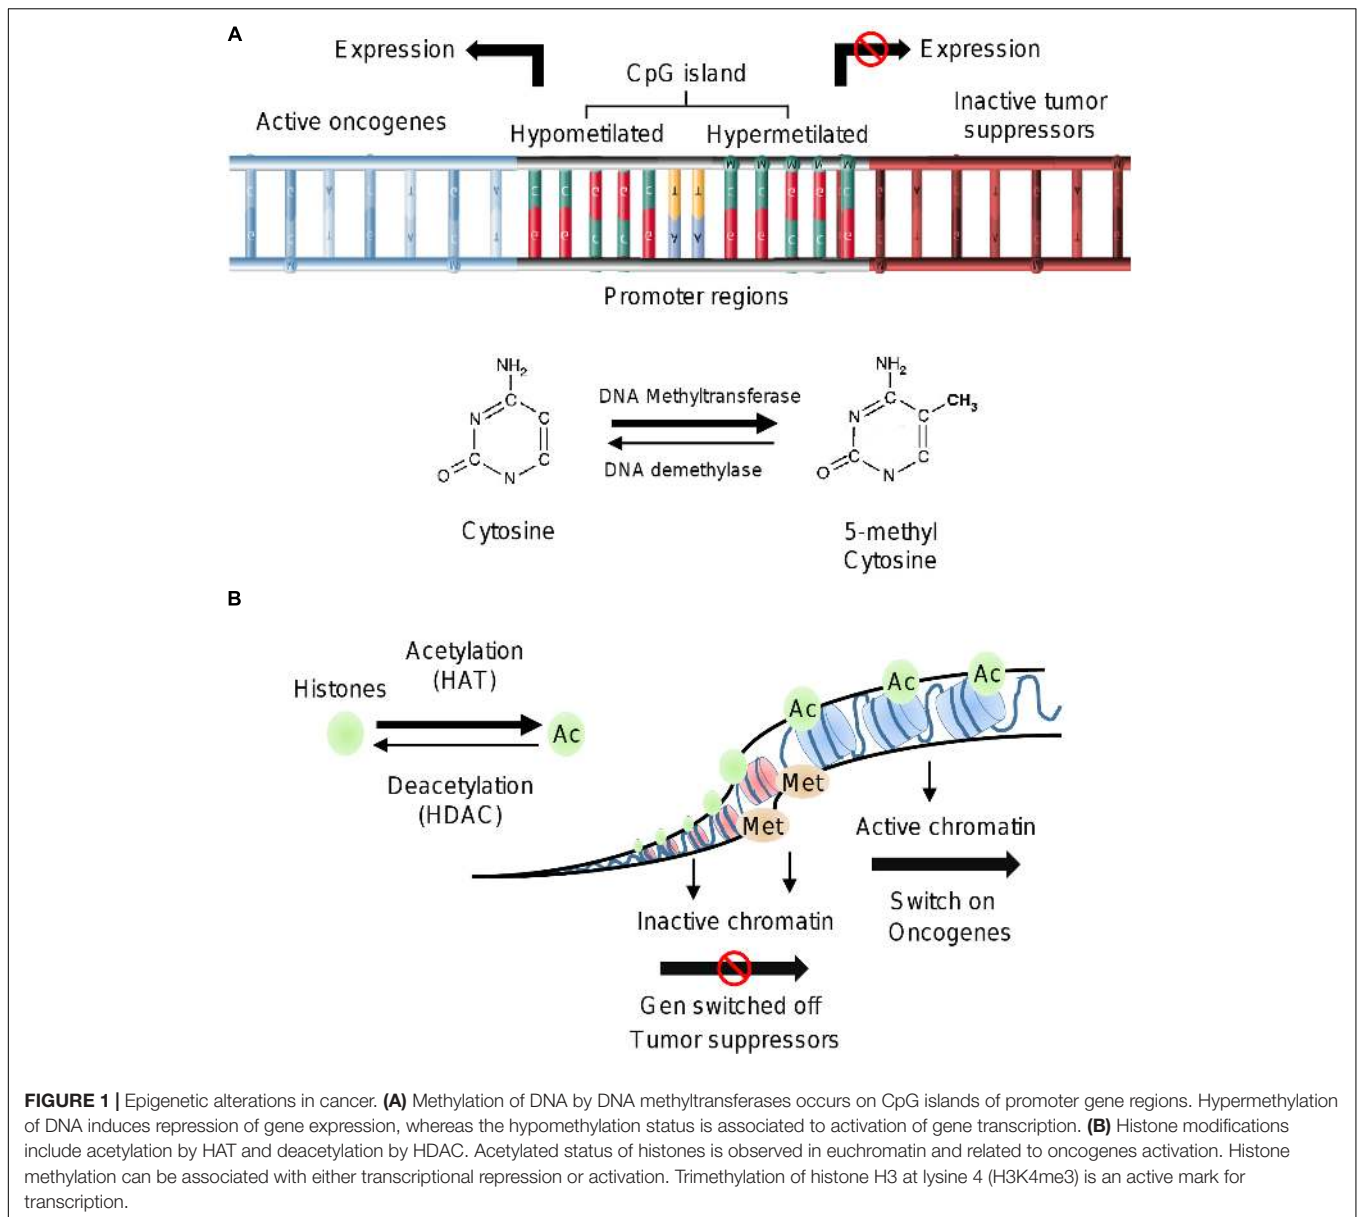 A
Expression
Expression
CpG island
Active oncogenes
Hypometilated
Hypermetilated
Inactive tumor
suppressors
Promoter regions
NH2
N
C
C
C
C
N
O
DNA Methyltransferase
DNA demethylase
NH2
CH3
N
C
C
C
C
N
O
Cytosine
5-methyl
Cytosine
B
Acetylation
(HAT)
Histones
Ac
Deacetylation
(HDAC)
Ac
Ac
Ac
Met
Met
Active chromatin
Switch on
Oncogenes
Inactive chromatin
Gen switched off
Tumor suppressors
FIGURE 1 | Epigenetic alterations in cancer. (A) Methylation of DNA by DNA methyltransferases occurs on CpG islands of promoter gene regions. Hypermethylation
of DNA induces repression of gene expression, whereas the hypomethylation status is associated to activation of gene transcription. (B) Histone modifications
include acetylation by HAT and deacetylation by HDAC. Acetylated status of histones is observed in euchromatin and related to oncogenes activation. Histone
methylation can be associated with either transcriptional repression or activation. Trimethylation of histone H3 at lysine 4 (H3K4me3) is an active mark for
transcription.